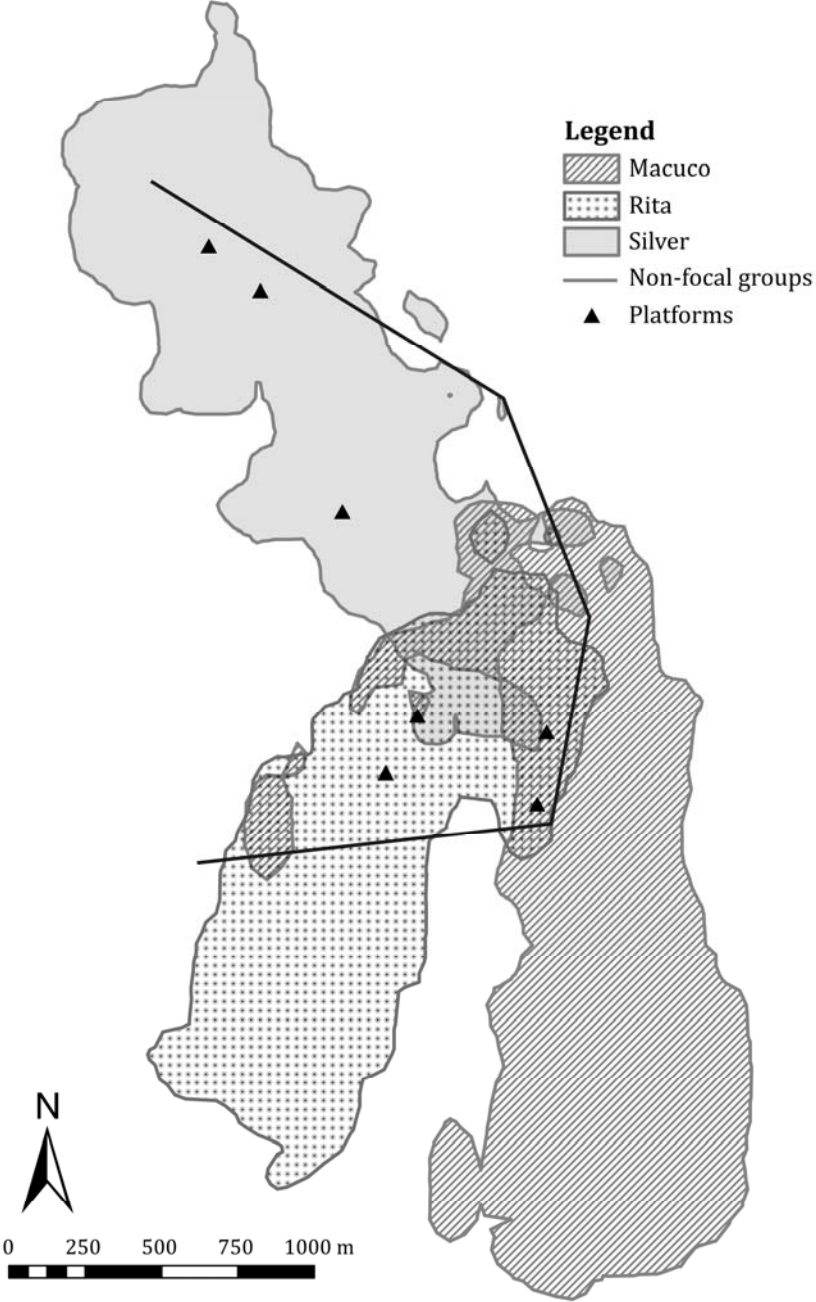 Legend
Macuco
Rita
Silver
Non-focal groups
Platforms
N
0 250 500 750 1000 m